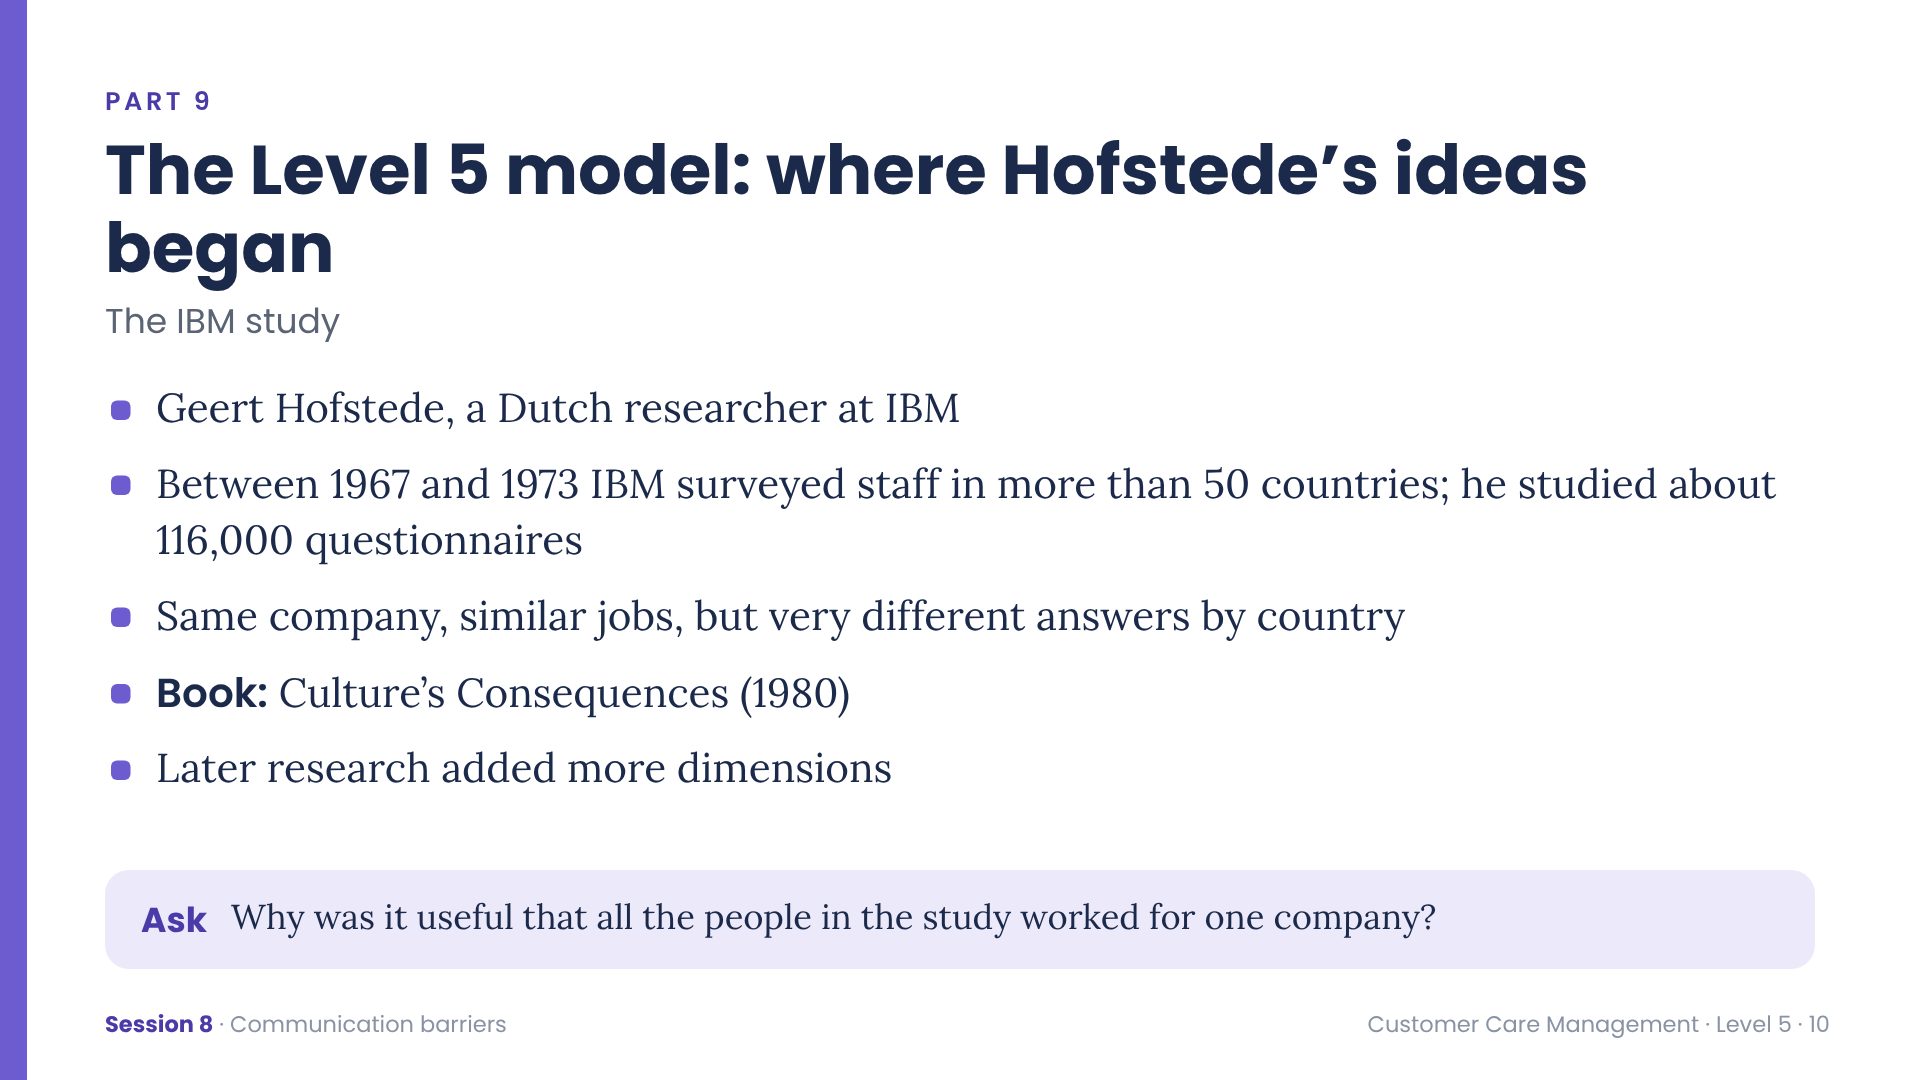 PART 9
The Level 5 model: where Hofstede’s ideas
began
The IBM study
Geert Hofstede, a Dutch researcher at IBM
Between 1967 and 1973 IBM surveyed staff in more than 50 countries; he studied about
116,000 questionnaires
Same company, similar jobs, but very different answers by country
Book: Culture’s Consequences (1980)
Later research added more dimensions
Ask Why was it useful that all the people in the study worked for one company?
Session 8 · Communication barriers
Customer Care Management · Level 5 · 10